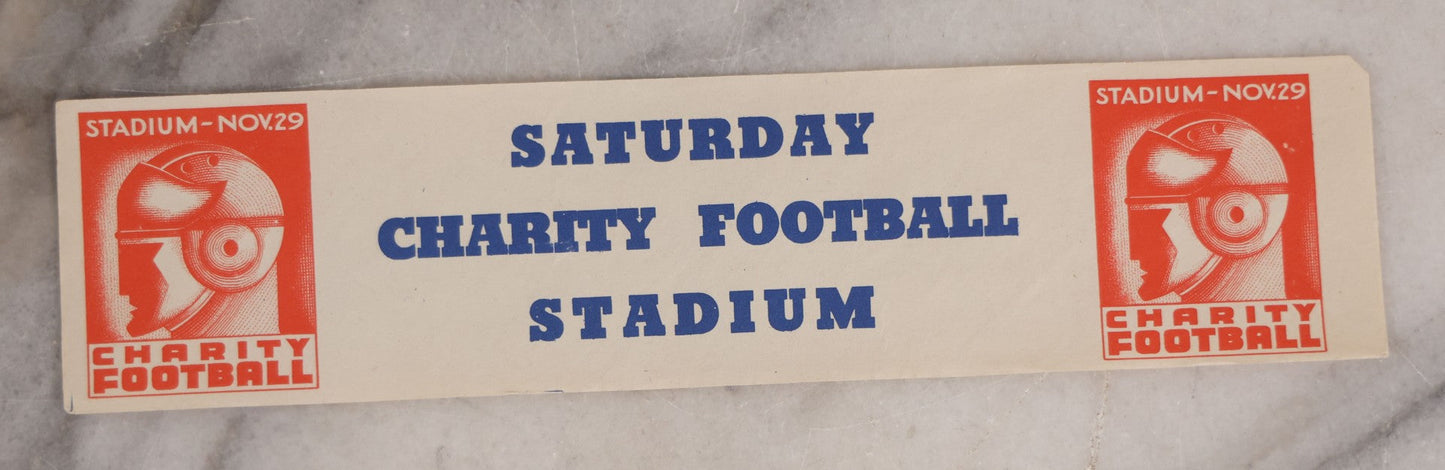 STADIUM-NOV.29
CHARITY
FOOTBALL
SATURDAY
CHARITY FOOTBALL
STADIUM
STADIUM-NOV.29
CHARITY
FOOTBALL